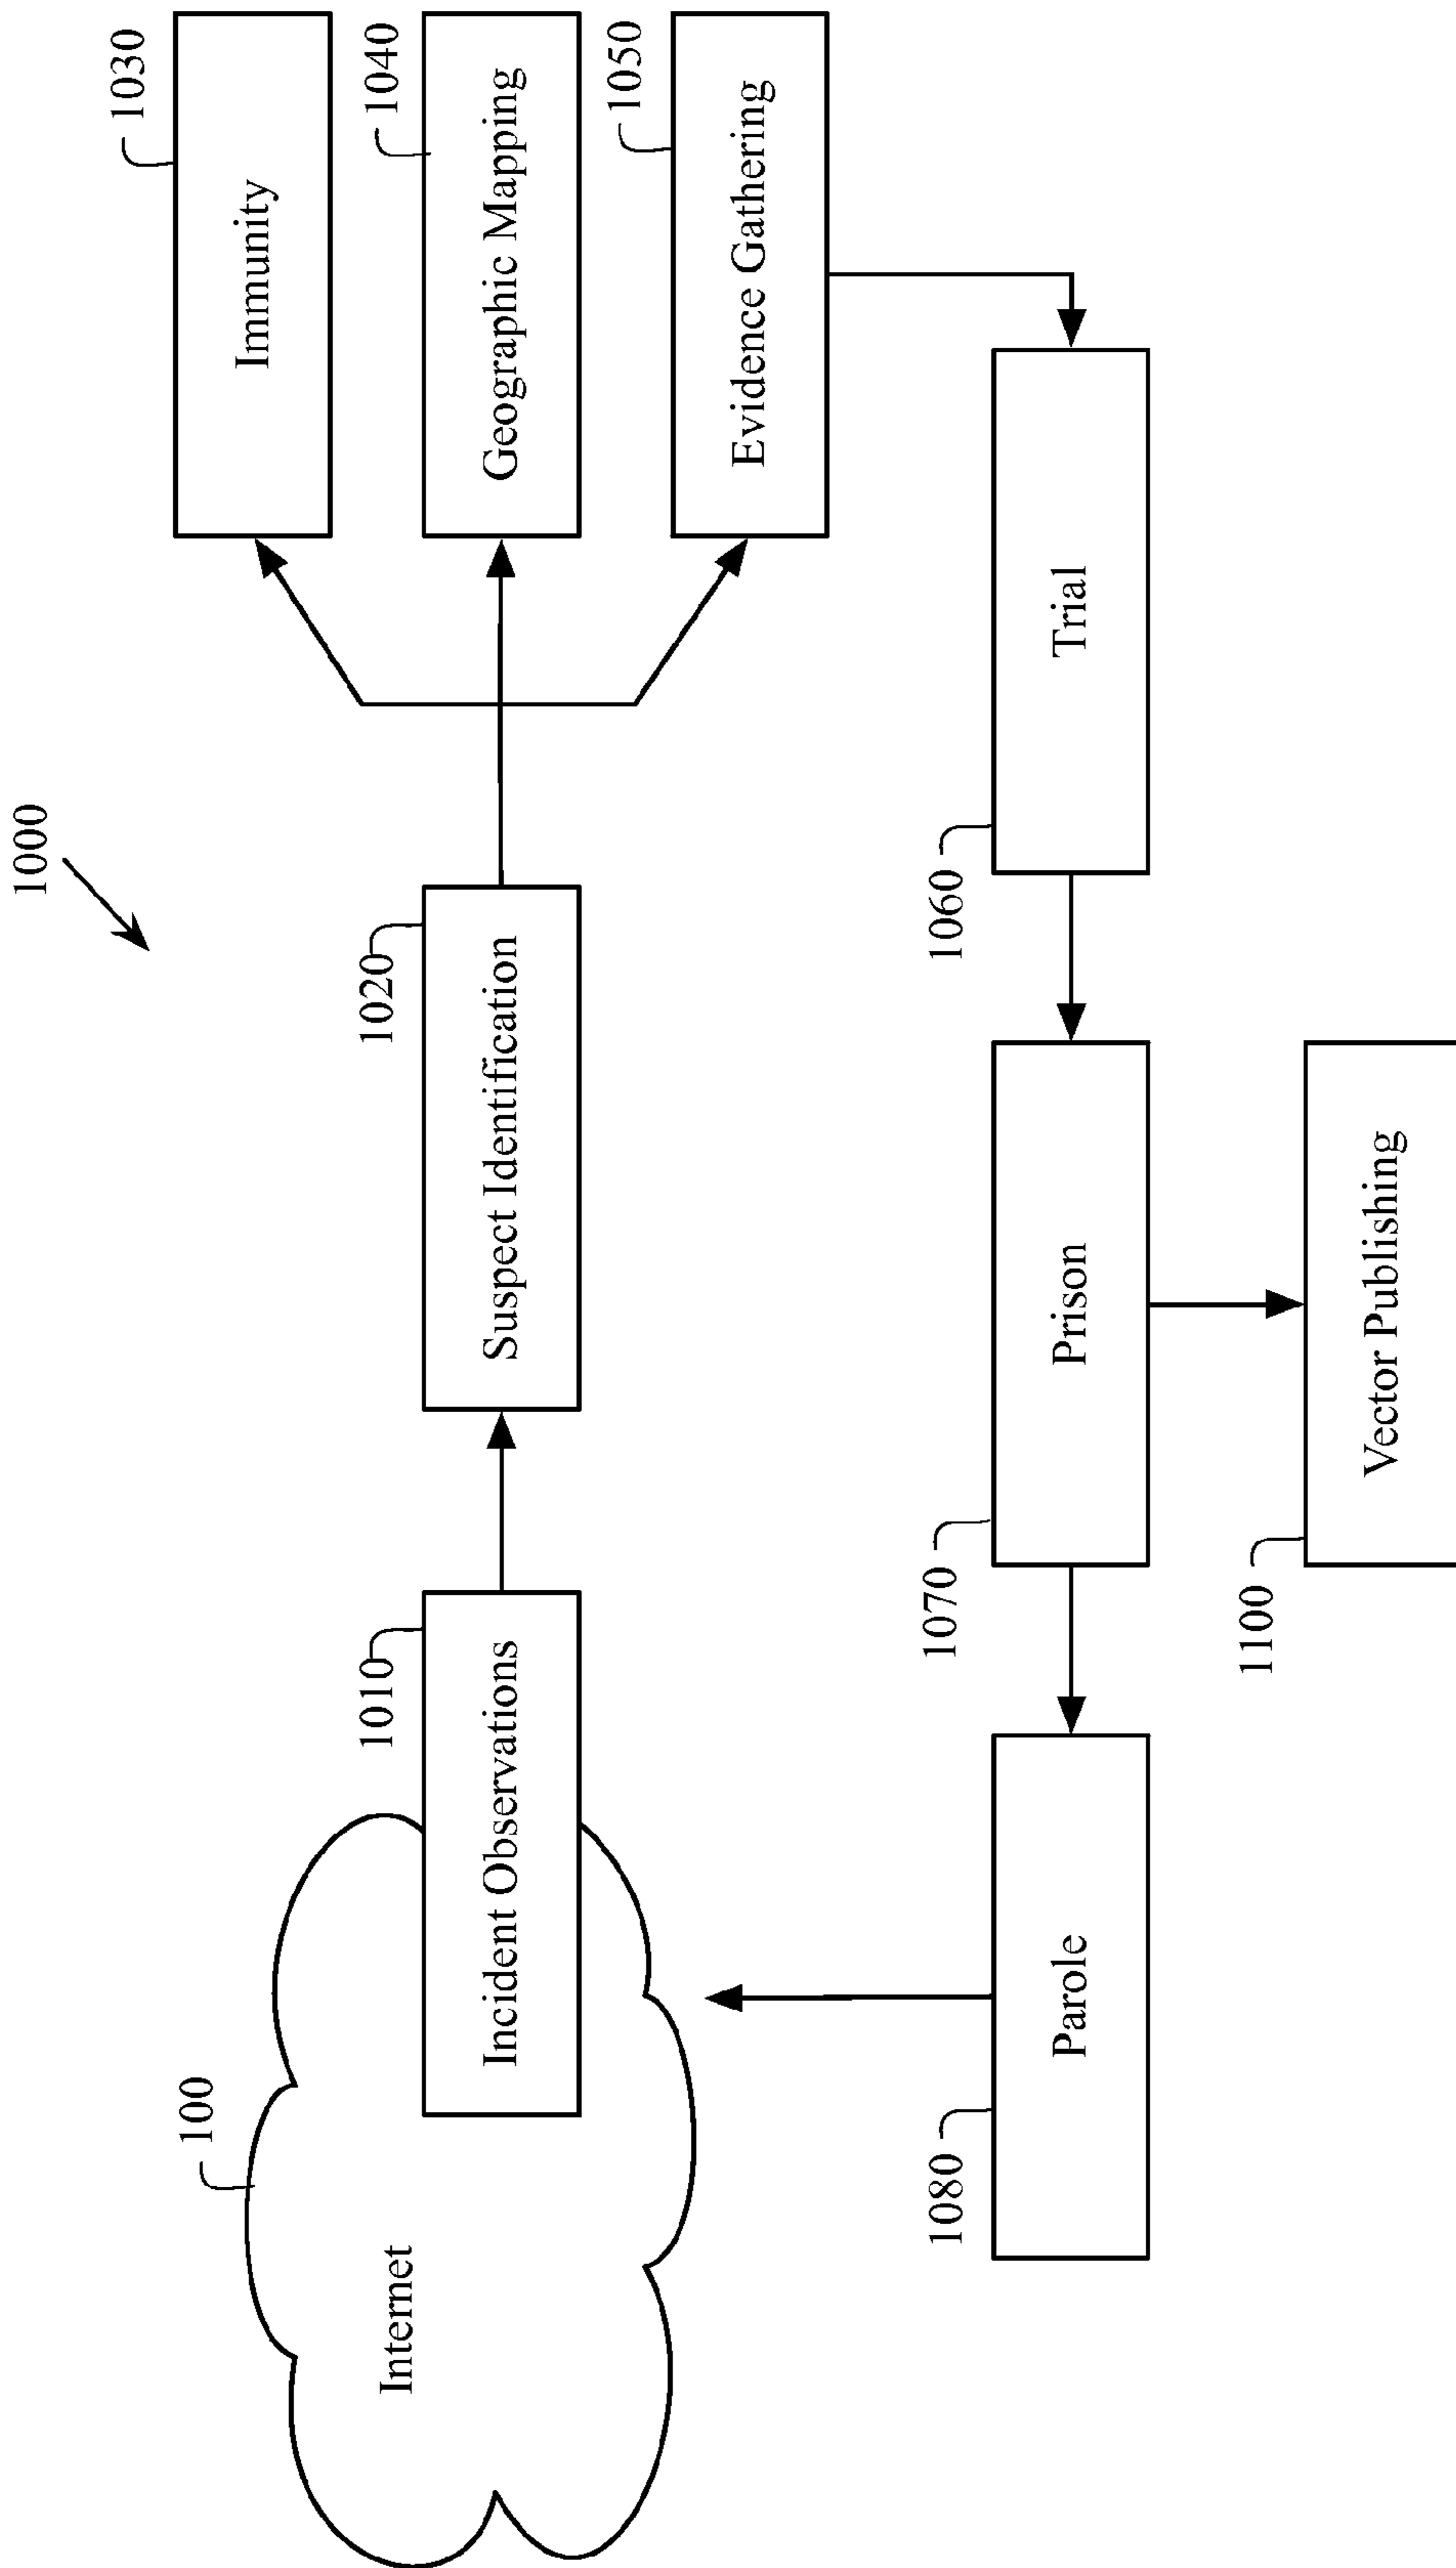 1000
100
Internet
1010
Incident Observations
1020
Suspect Identification
1030
Immunity
1040
Geographic Mapping
1050
Evidence Gathering
1080
Parole
1070
Prison
1060
Trial
1100
Vector Publishing